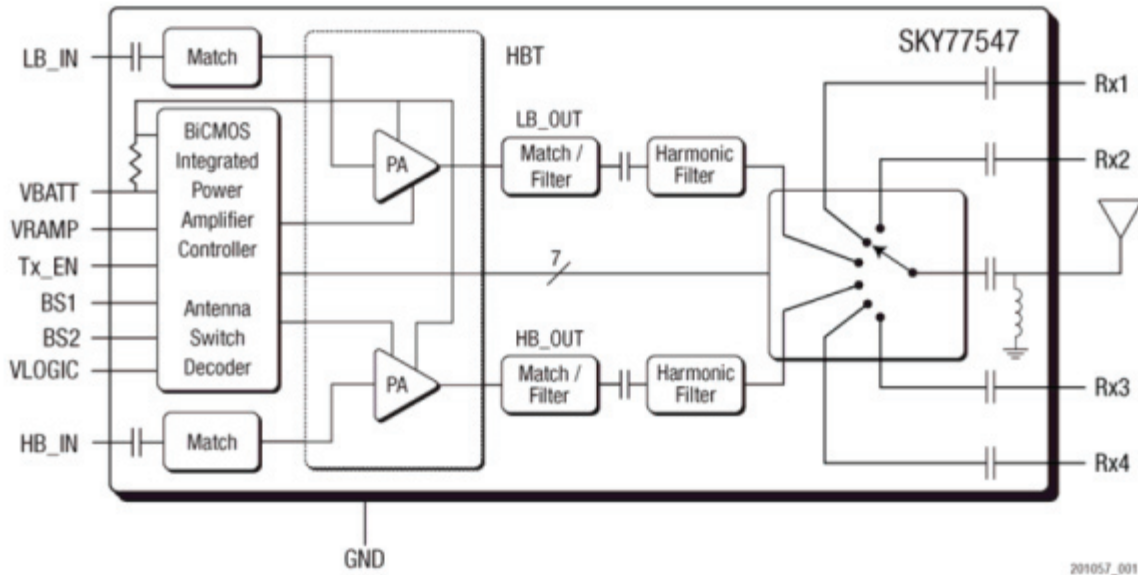 SKY77547
LB_IN
Match
HBT
Rx1
BiCMOS
Integrated
Power
Amplifier
Controller
Antenna
Switch
Decoder
PA
LB_OUT
Match /
Filter
Harmonic
Filter
Rx2
VBATT
VRAMP
Tx_EN
BS1
BS2
VLOGIC
7
HB_OUT
PA
Match /
Filter
Harmonic
Filter
Rx3
HB_IN
Match
Rx4
GND
201057_001